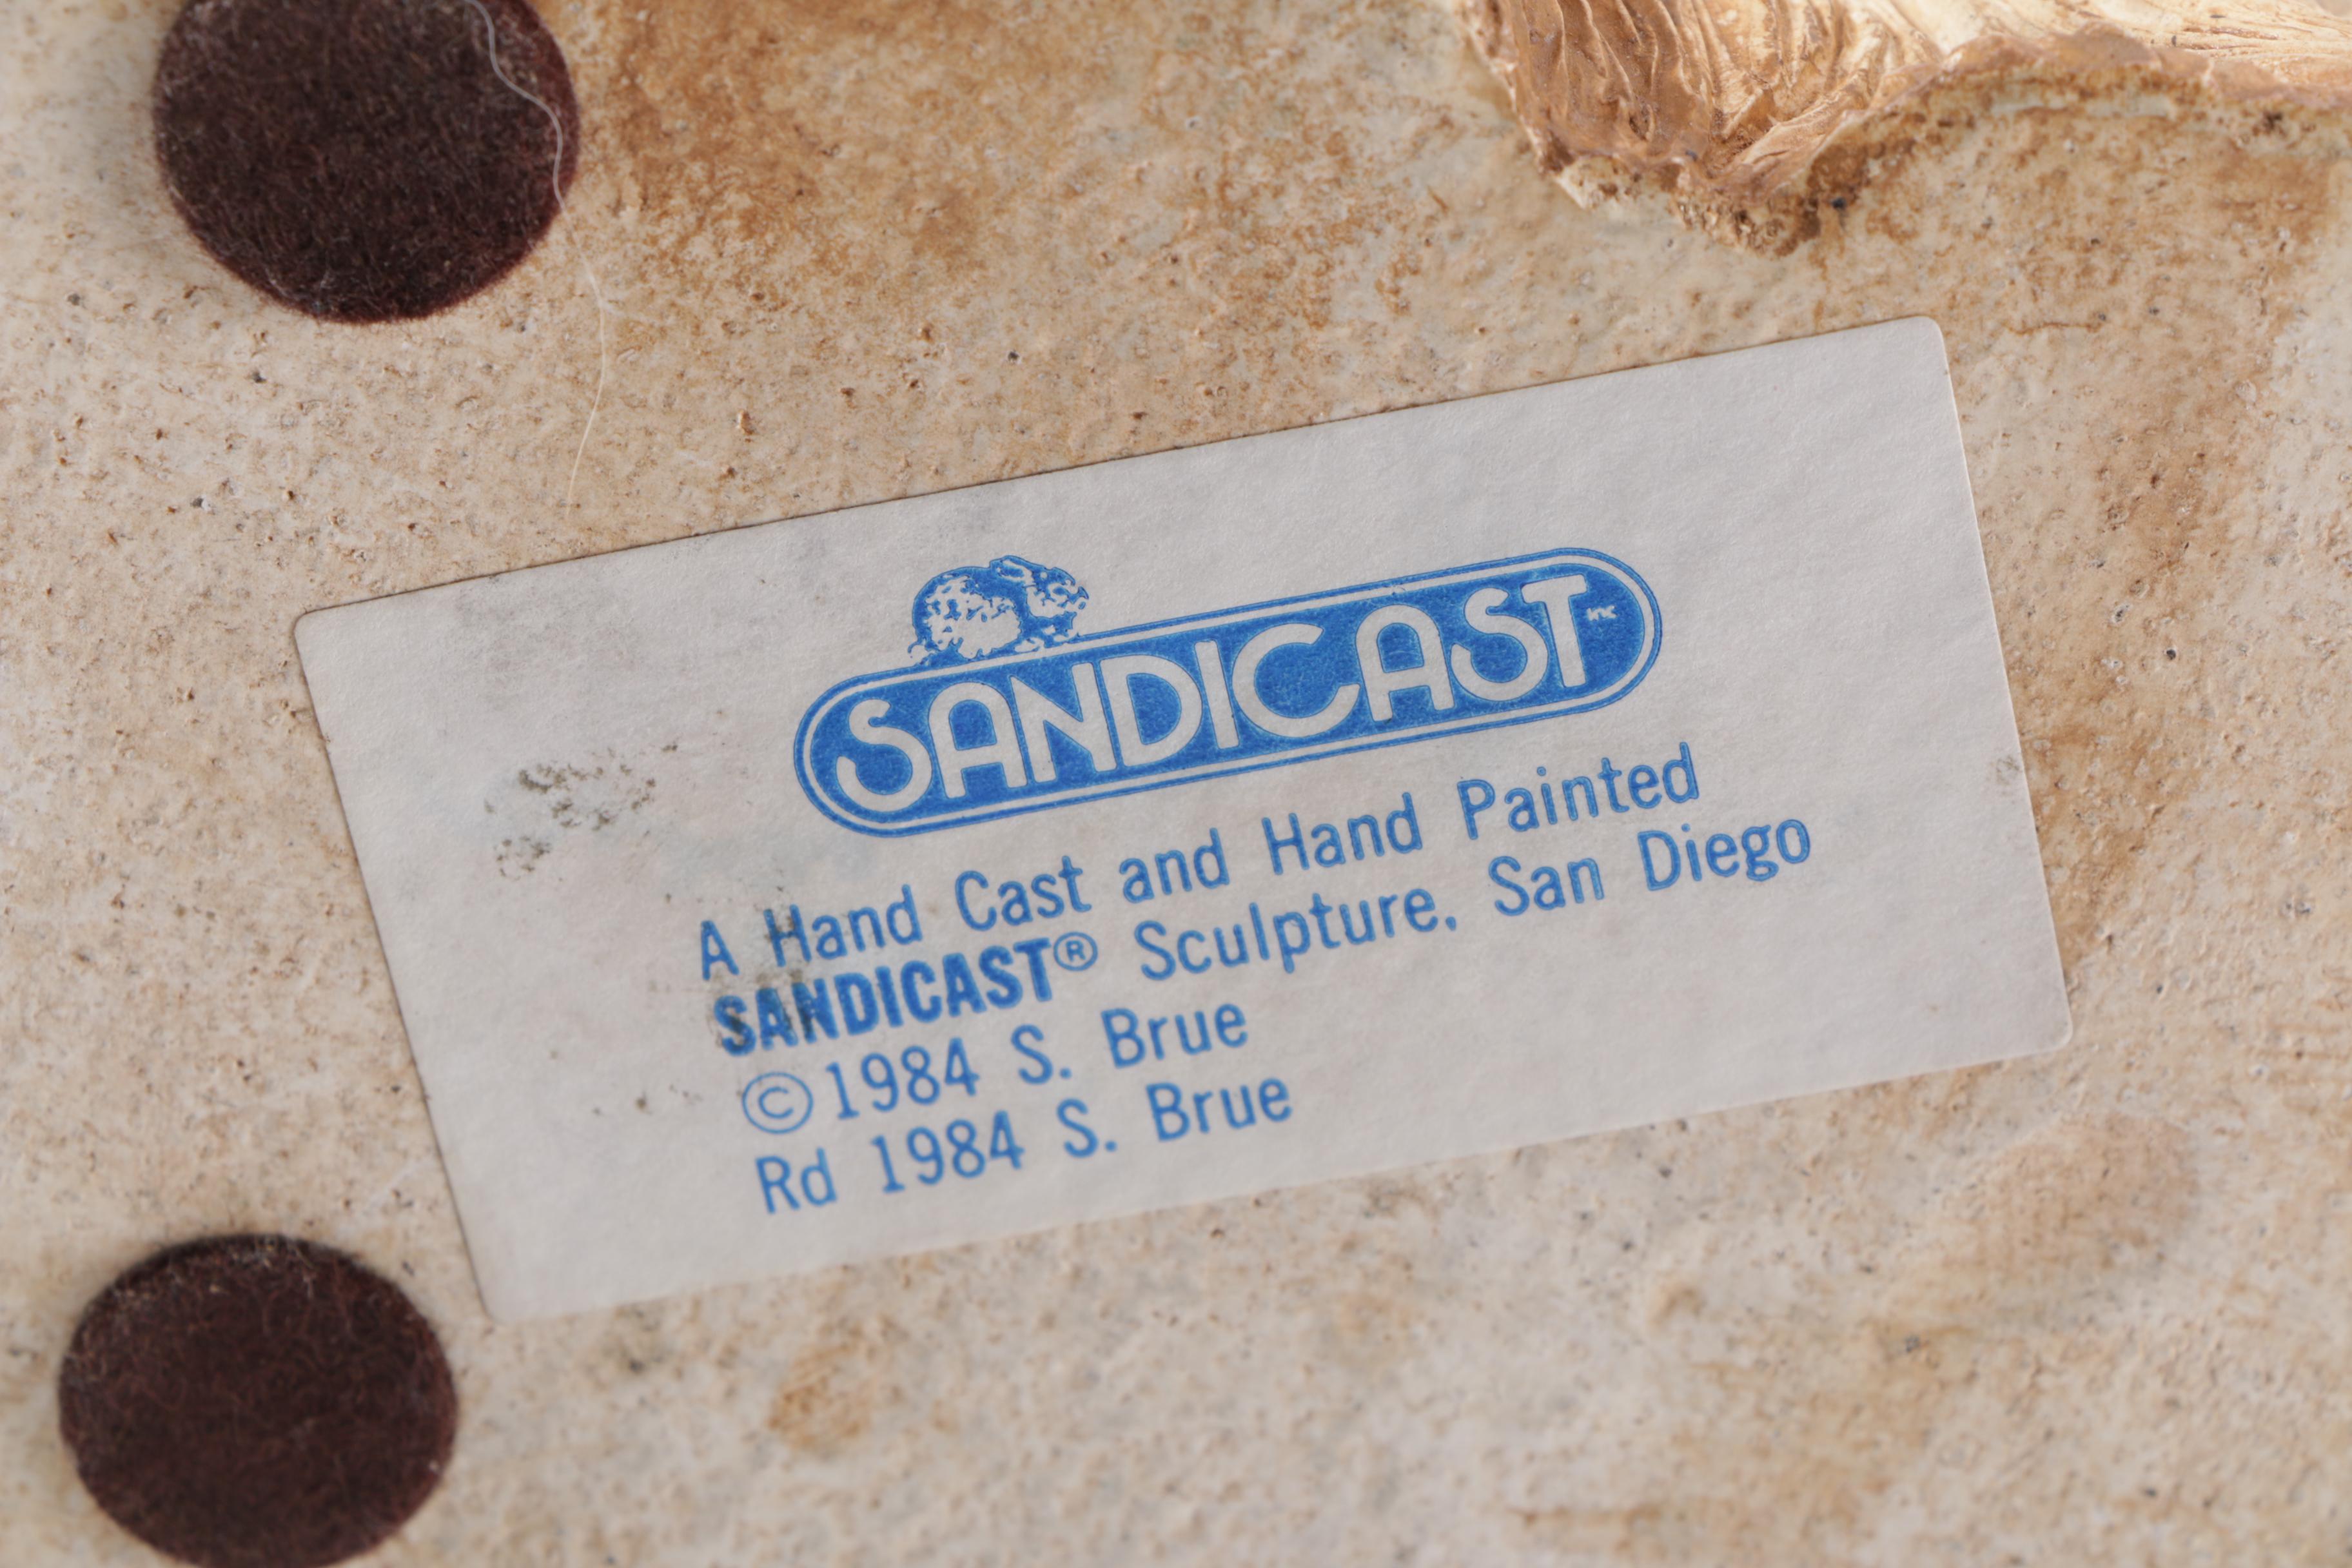 SANDICAST inc
A Hand Cast and Hand Painted
SANDICAST® Sculpture, San Diego
©1984 S. Brue
Rd 1984 S. Brue